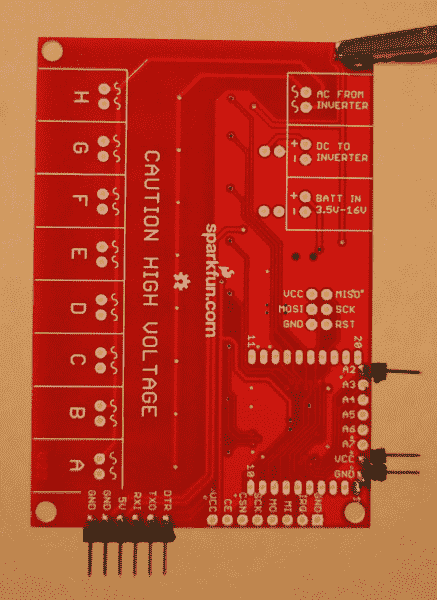 H
G
F
E
D
C
B
A
CAUTION HIGH VOLTAGE
sparkfun.com
AC FROM
INVERTER
DC TO
INVERTER
+
-
BATT IN
3.5V-16V
+
-
VCC
MISO
MOSI
SCK
GND
RST
11
20
10
1
A2
A3
A4
A5
A6
A7
VCC
GND
GND
GND
5V
RXI
TXO
DTR
VCC
CE
CSN
SCK
MO
MI
IRQ
GND